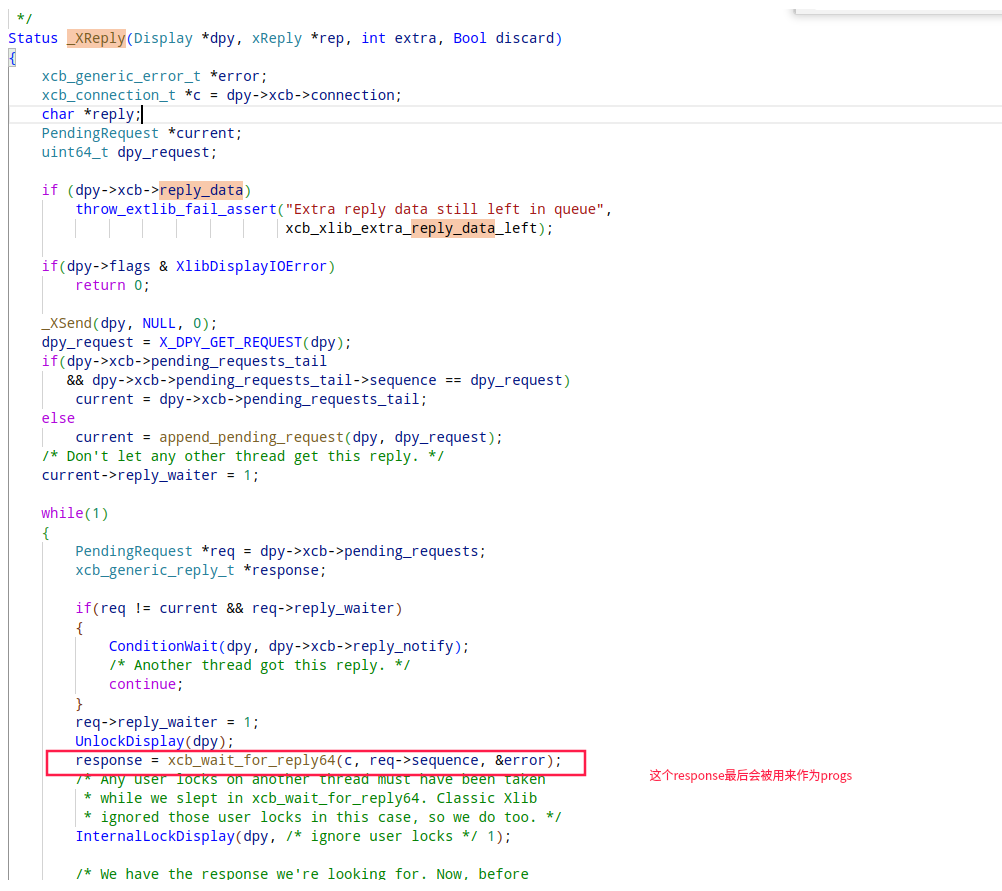 */
Status _XReply(Display *dpy, xReply *rep, int extra, Bool discard)
{
xcb_generic_error_t *error;
xcb_connection_t *c = dpy->xcb->connection;
char *reply;
PendingRequest *current;
uint64_t dpy_request;
if (dpy->xcb->reply_data)
throw_extlib_fail_assert("Extra reply data still left in queue",
xcb_xlib_extra_reply_data_left);
if(dpy->flags & XlibDisplayIOError)
return 0;
_XSend(dpy, NULL, 0);
dpy_request = X_DPY_GET_REQUEST(dpy);
if(dpy->xcb->pending_requests_tail
&& dpy->xcb->pending_requests_tail->sequence == dpy_request)
current = dpy->xcb->pending_requests_tail;
else
current = append_pending_request(dpy, dpy_request);
/* Don't let any other thread get this reply. */
current->reply_waiter = 1;
while(1)
{
PendingRequest *req = dpy->xcb->pending_requests;
xcb_generic_reply_t *response;
if(req != current && req->reply_waiter)
{
ConditionWait(dpy, dpy->xcb->reply_notify);
/* Another thread got this reply. */
continue;
}
req->reply_waiter = 1;
UnlockDisplay(dpy);
response = xcb_wait_for_reply64(c, req->sequence, &error);
这个response最后会被用来作为progs
/* Any user locks on another thread must have been taken
* while we slept in xcb_wait_for_reply64. Classic Xlib
* ignored those user locks in this case, so we do too. */
InternalLockDisplay(dpy, /* ignore user locks */ 1);
/* We have the response we're looking for. Now, before